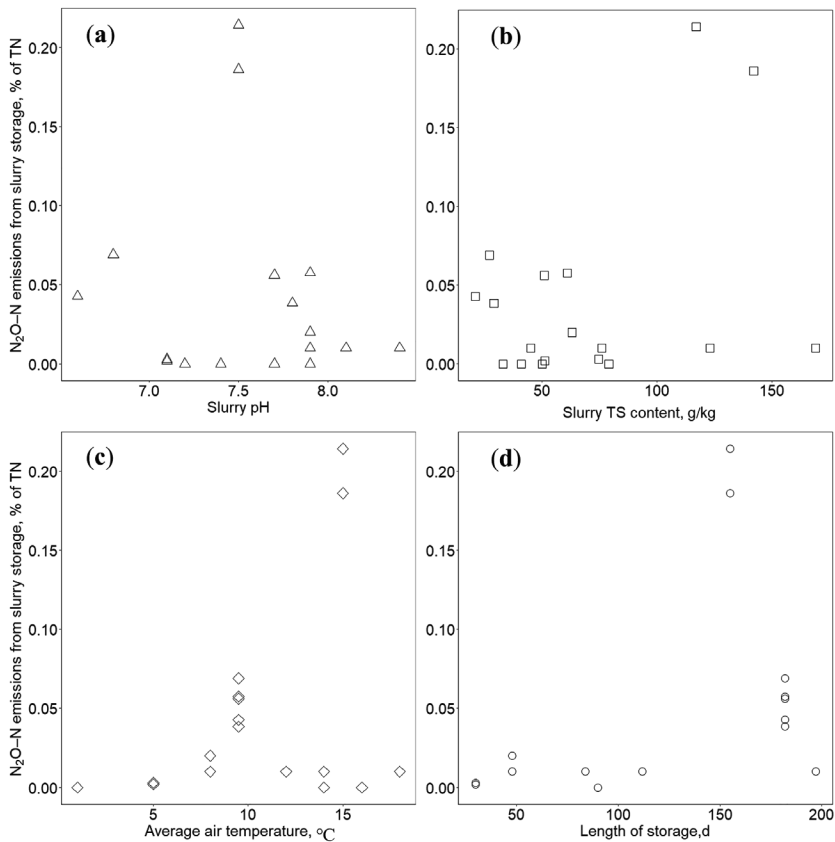 (a)
N₂O–N emissions from slurry storage, % of TN
0.20
0.15
0.10
0.05
0.00
7.0 7.5 8.0
Slurry pH
(b)
0.20
0.15
0.10
0.05
0.00
50 100 150
Slurry TS content, g/kg
(c)
N₂O–N emissions from slurry storage, % of TN
0.20
0.15
0.10
0.05
0.00
5 10 15
Average air temperature, °C
(d)
0.20
0.15
0.10
0.05
0.00
50 100 150 200
Length of storage,d